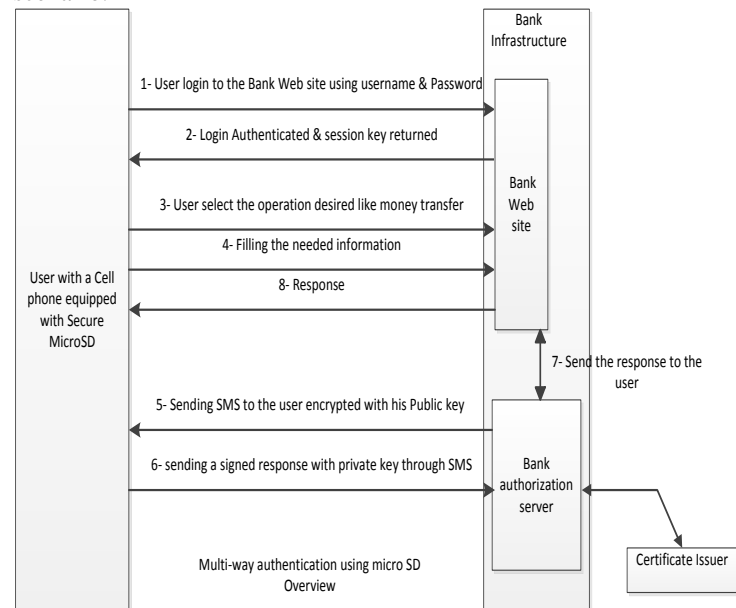 Bank
Infrastructure
1- User login to the Bank Web site using username & Password
2- Login Authenticated & session key returned
Bank
Web
site
3- User select the operation desired like money transfer
4- Filling the needed information
8- Response
User with a Cell
phone equipped
with Secure
MicroSD
7- Send the response to the
user
5- Sending SMS to the user encrypted with his Public key
6- sending a signed response with private key through SMS
Bank
authorization
server
Certificate Issuer
Multi-way authentication using micro SD
Overview